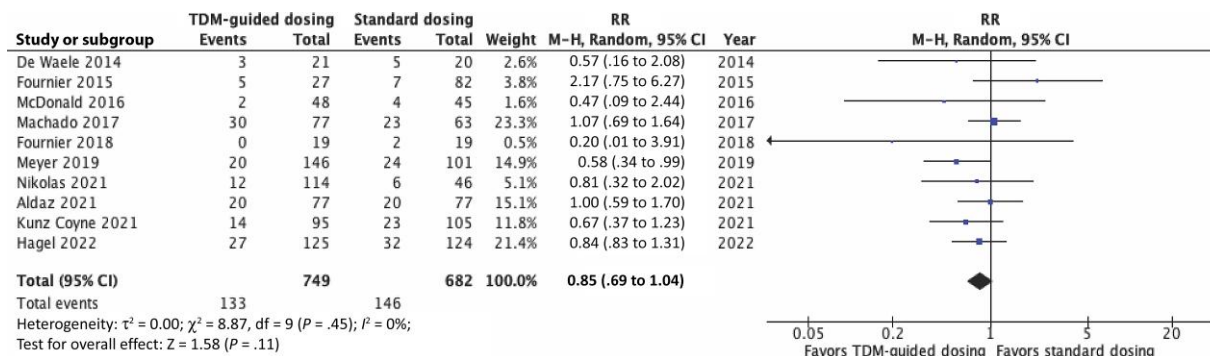 TDM-guided dosing Standard dosing RR RR
Study or subgroup Events Total Events Total Weight M-H, Random, 95% CI Year M-H, Random, 95% CI
De Waele 2014 3 21 5 20 2.6% 0.57 (.16 to 2.08) 2014
Fournier 2015 5 27 7 82 3.8% 2.17 (.75 to 6.27) 2015
McDonald 2016 2 48 4 45 1.6% 0.47 (.09 to 2.44) 2016
Machado 2017 30 77 23 63 23.3% 1.07 (.69 to 1.64) 2017
Fournier 2018 0 19 2 19 0.5% 0.20 (.01 to 3.91) 2018
Meyer 2019 20 146 24 101 14.9% 0.58 (.34 to .99) 2019
Nikolas 2021 12 114 6 46 5.1% 0.81 (.32 to 2.02) 2021
Aldaz 2021 20 77 20 77 15.1% 1.00 (.59 to 1.70) 2021
Kunz Coyne 2021 14 95 23 105 11.8% 0.67 (.37 to 1.23) 2021
Hagel 2022 27 125 32 124 21.4% 0.84 (.83 to 1.31) 2022
Total (95% CI) 749 682 100.0% 0.85 (.69 to 1.04)
Total events 133 146
Heterogeneity: τ² = 0.00; χ² = 8.87, df = 9 (P = .45); I² = 0%;
Test for overall effect: Z = 1.58 (P = .11)
0.05 0.2 1 5 20
Favors TDM-guided dosing Favors standard dosing